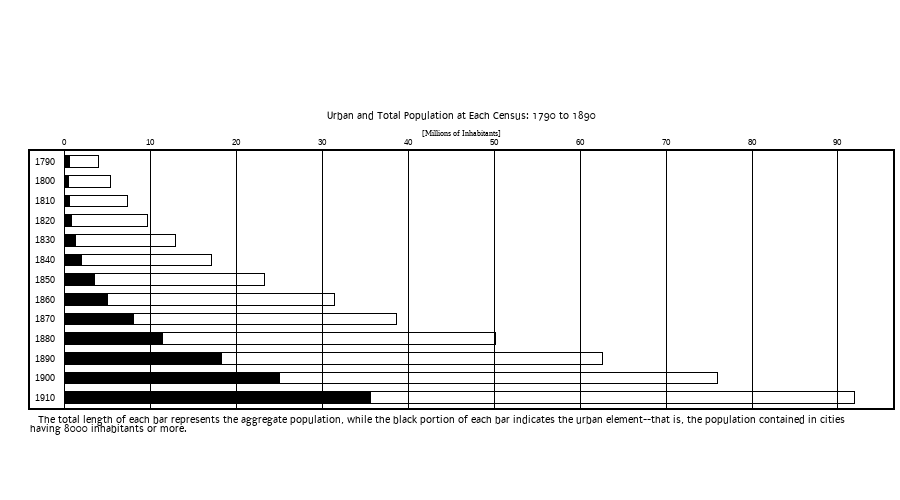 Urban and Total Population at Each Census: 1790 to 1890
[Millions of Inhabitants]
0 10 20 30 40 50 60 70 80 90
1790
1800
1810
1820
1830
1840
1850
1860
1870
1880
1890
1900
1910
The total length of each bar represents the aggregate population, while the black portion of each bar indicates the urban element--that is, the population contained in cities
having 8000 inhabitants or more.